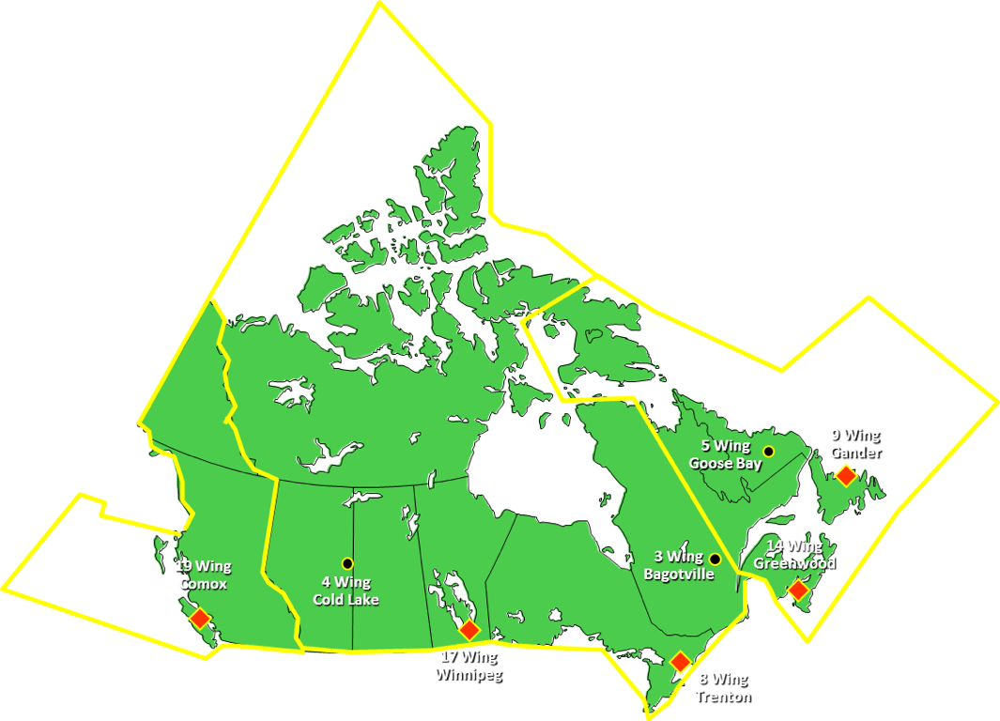 9 Wing
Gander
5 Wing
Goose Bay
14 Wing
Greenwood
3 Wing
Bagotville
19 Wing
Comox
4 Wing
Cold Lake
17 Wing
Winnipeg
8 Wing
Trenton